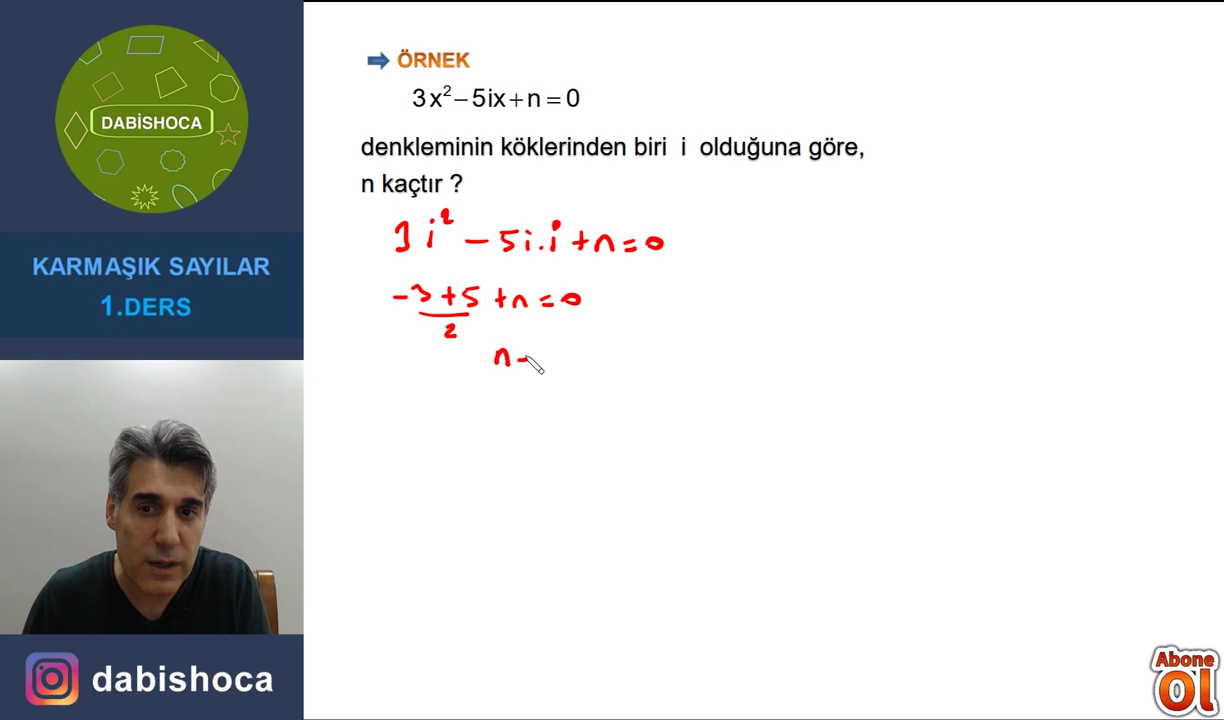 DABİSHOCA
KARMAŞIK SAYILAR
1.DERS
dabishoca
ÖRNEK
3x²–5ix+n=0
denkleminin köklerinden biri i olduğuna göre,
n kaçtır ?
3i² – 5i.i + n = 0
-3 + 5 + n = 0
2
n -
Abone
Ol